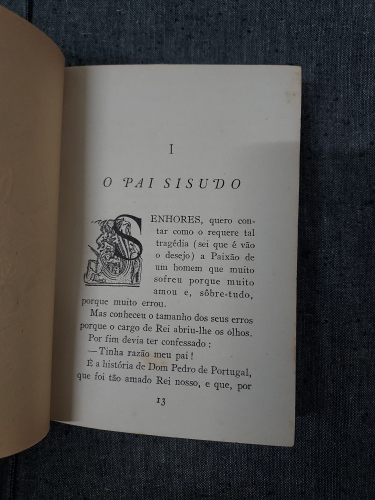 I
O PAI SISUDO
SENHORES, quero con-
tar como o requere tal
tragédia (sei que é vão
o desejo) a Paixão de
um homem que muito
sofreu porque muito
amou e, sôbre-tudo,
porque muito errou.
Mas conheceu o tamanho dos seus erros
porque o cargo de Rei abriu-lhe os olhos.
Por fim devia ter confessado :
—Tinha razão meu pai !
É a história de Dom Pedro de Portugal,
que foi tão amado Rei nosso, e que, por
13